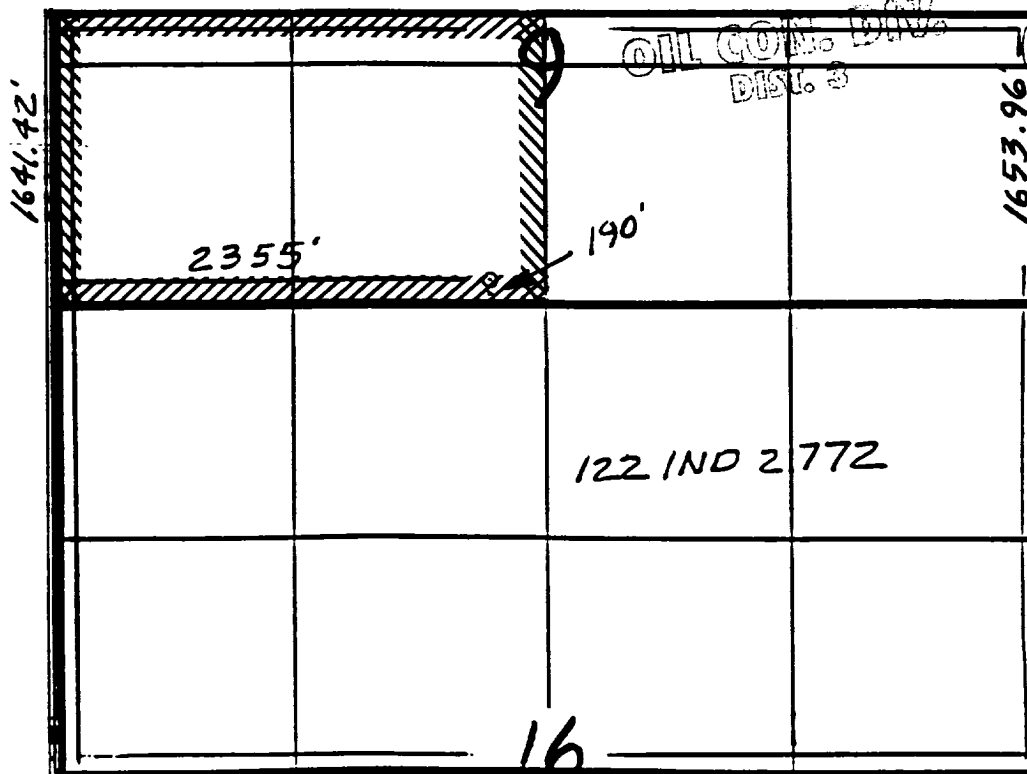 OIL CON. DIV.
DIST. 3
1641.42'
1653.96'
2355'
190'
122 IND 2772
16